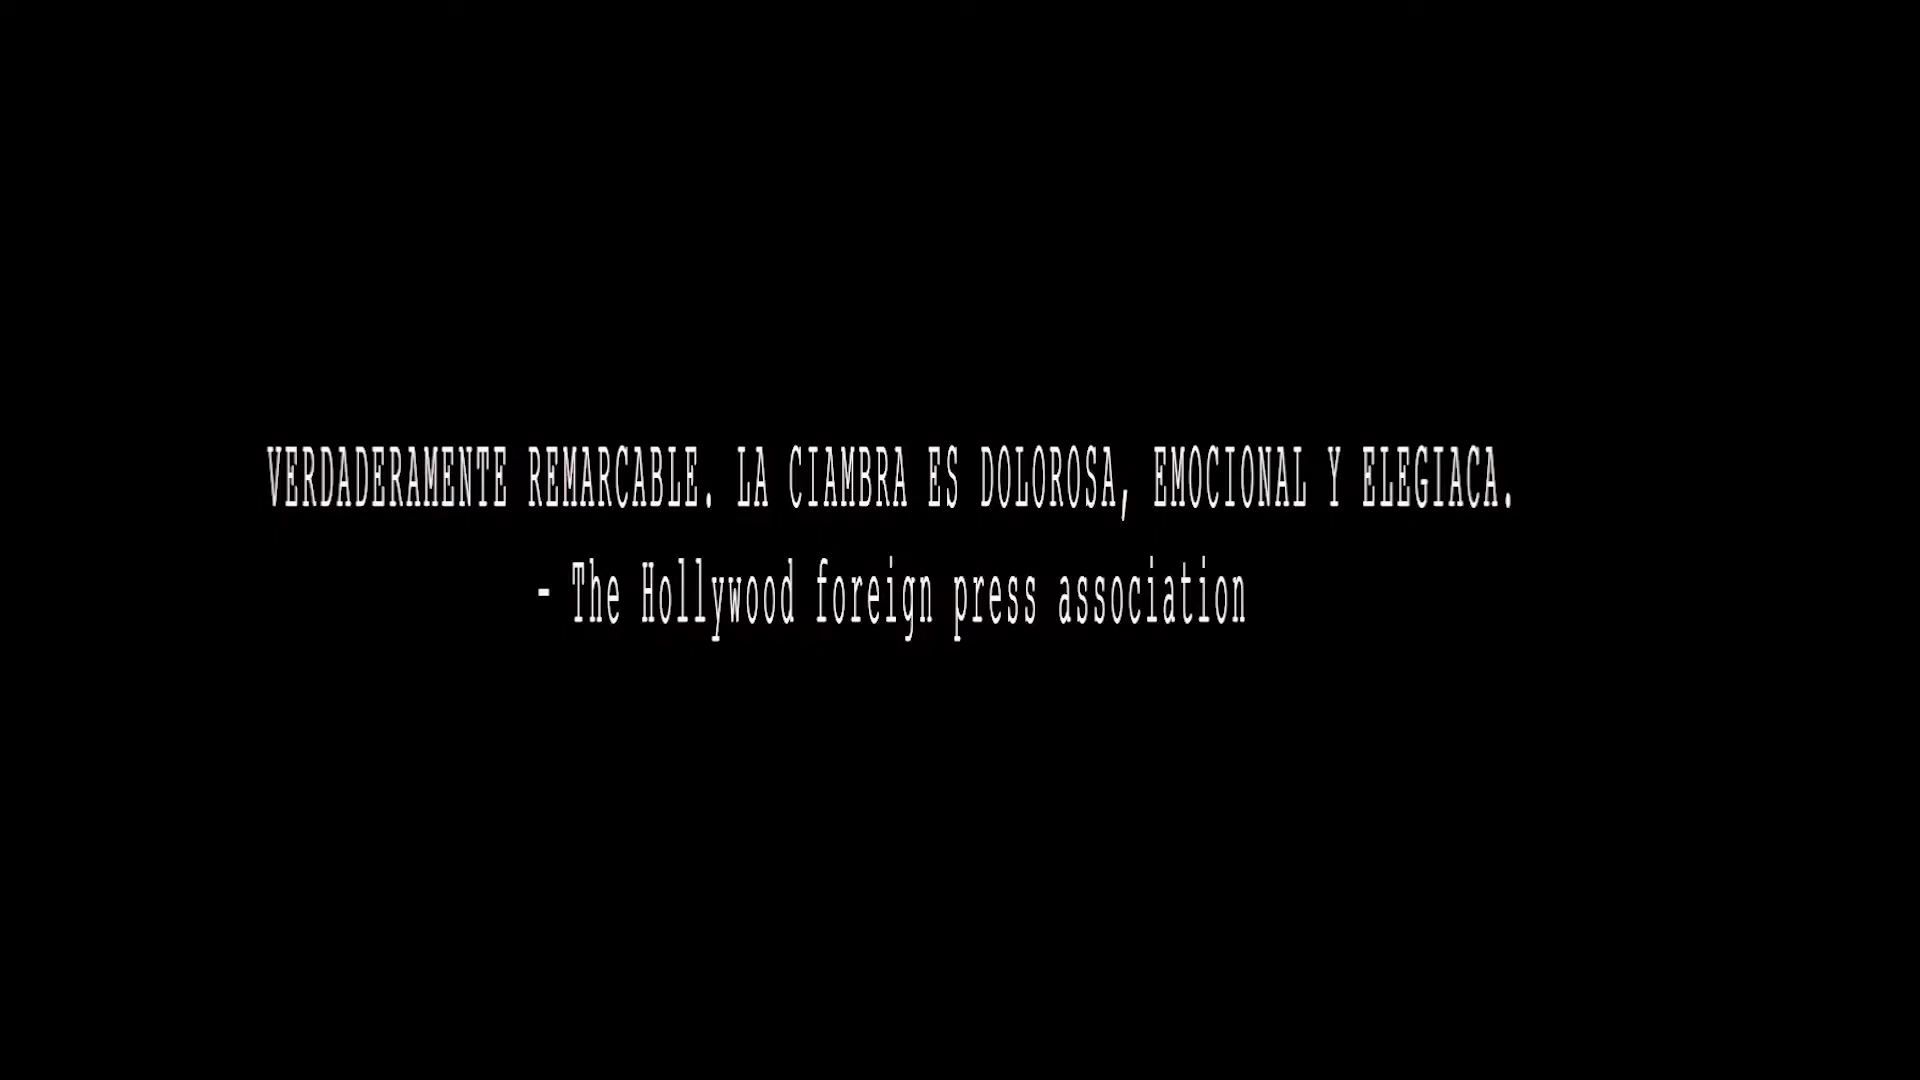 VERDADERAMENTE REMARCABLE. LA CIAMBRA ES DOLOROSA, EMOCIONAL Y ELEGIACA.
- The Hollywood foreign press association